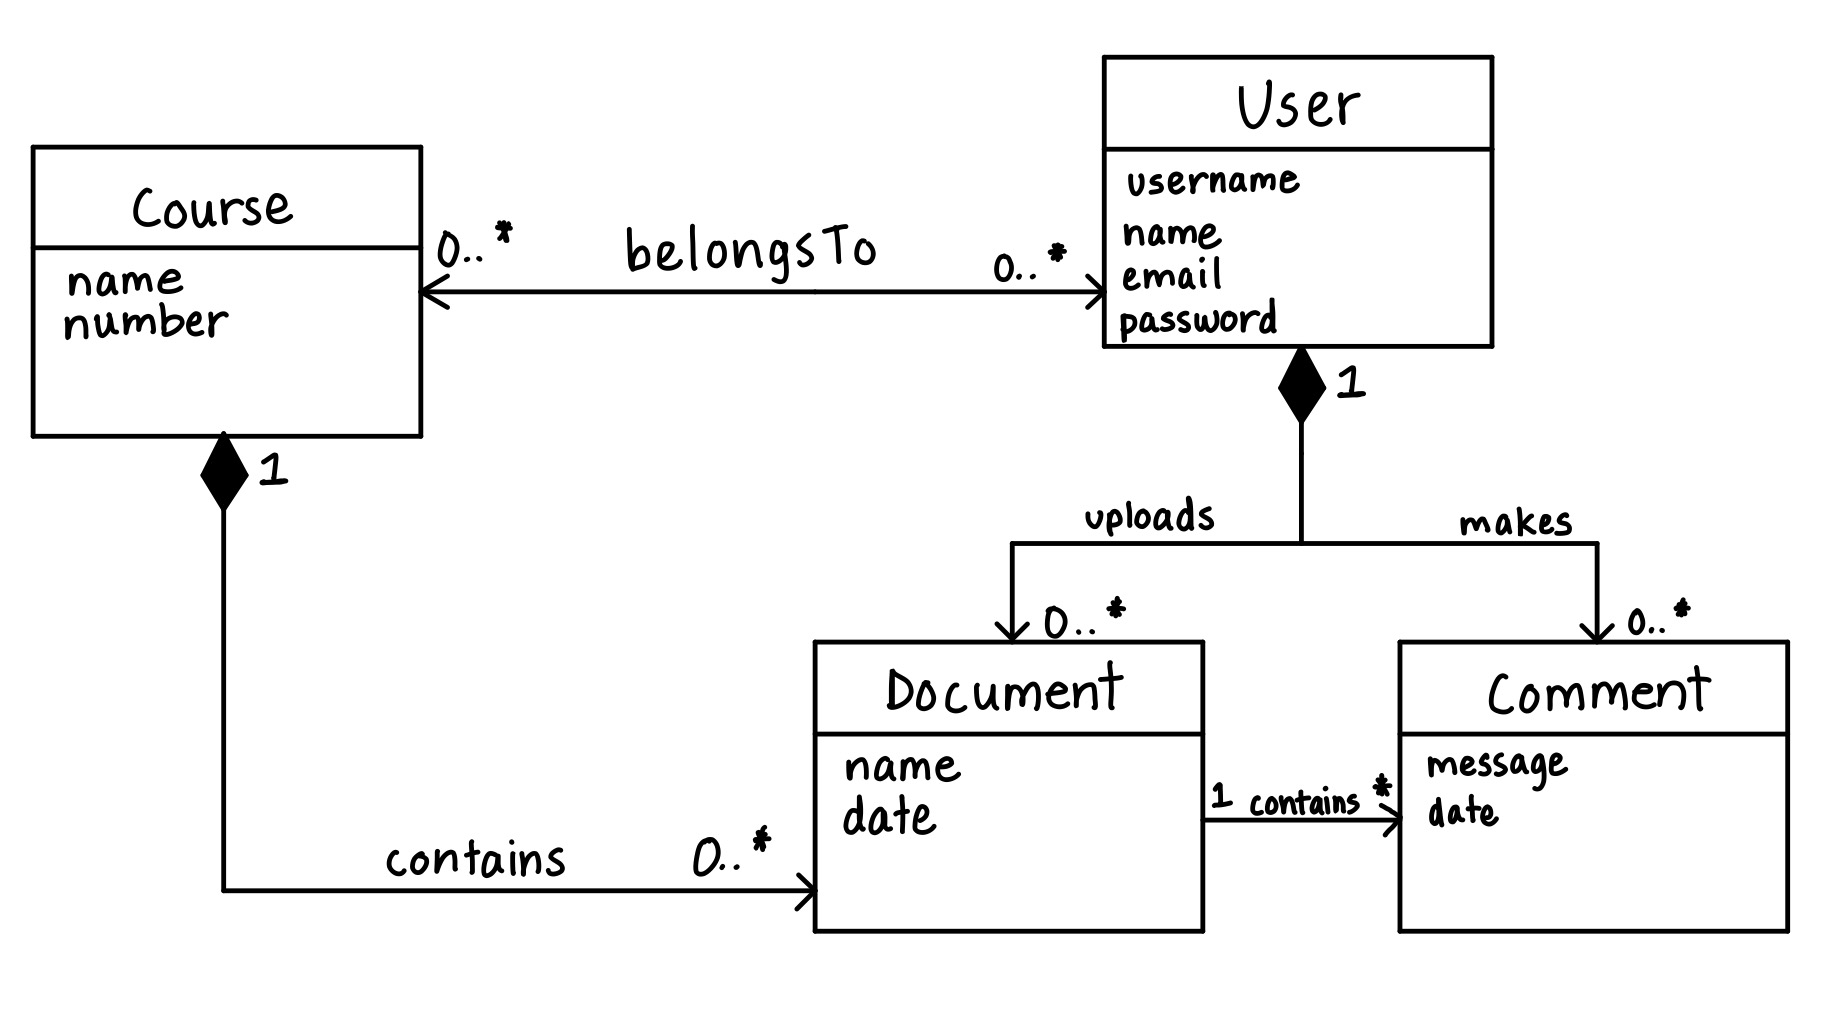 User
username
name
email
password
Course
name
number
0..*
belongsTo
0..*
1
1
uploads
makes
0..*
0..*
Document
name
date
Comment
message
date
1 contains *
contains
0..*